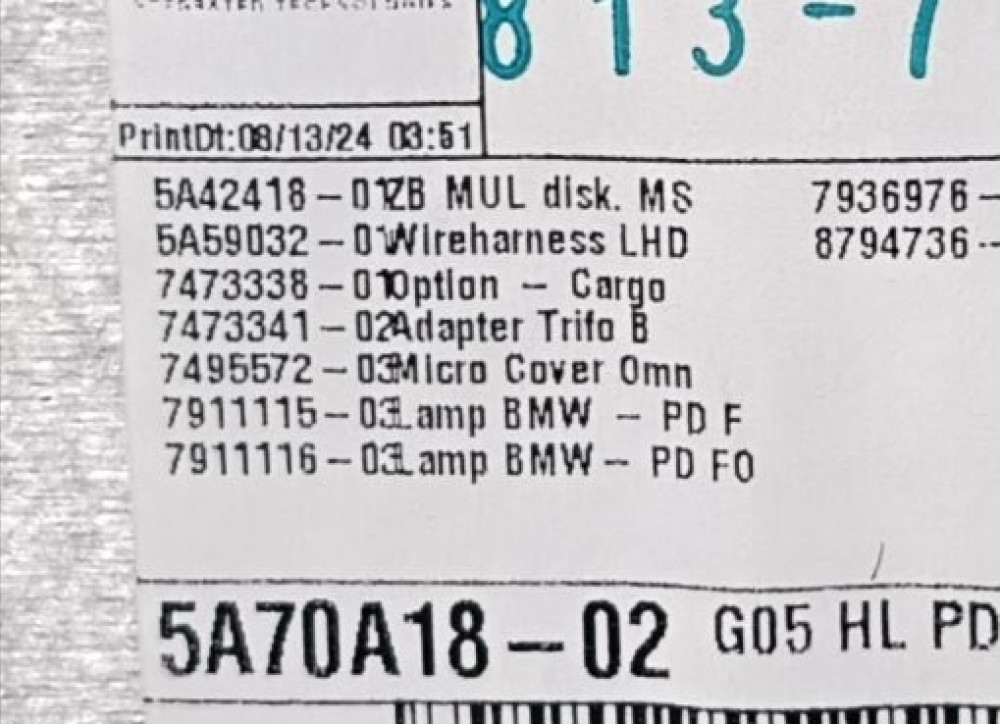 813-7
PrintDt:08/13/24 03:51
5A42418-01ZB MUL disk. MS 7936976-
5A59032-01Wireharness LHD 8794736-
7473338-01Option - Cargo
7473341-02Adapter Trifo B
7495572-03Micro Cover Omn
7911115-03Lamp BMW - PD F
7911116-03Lamp BMW - PD FO
5A70A18-02 G05 HL PD